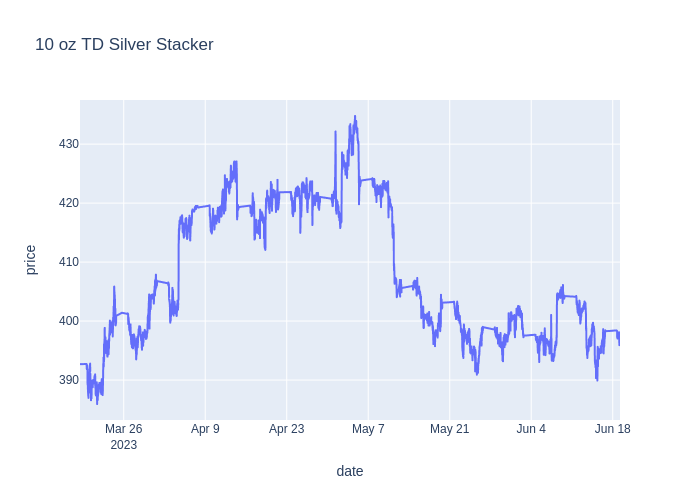 10 oz TD Silver Stacker
430
420
410
400
390
price
Mar 26
2023
Apr 9
Apr 23
May 7
May 21
Jun 4
Jun 18
date